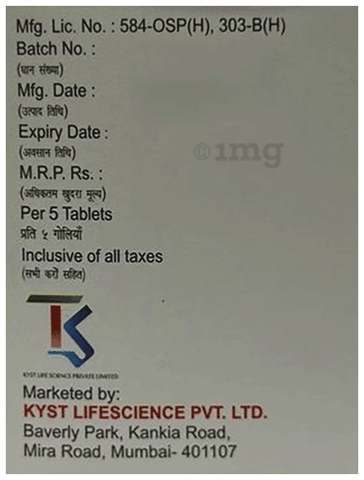 Mfg. Lic. No. : 584-OSP(H), 303-B(H)
Batch No. :
(घान संख्या)
Mfg. Date :
(उत्पाद तिथि)
Expiry Date :
(अवसान तिथि)
©1mg
M.R.P. Rs. :
(अधिकतम खुदरा मूल्य)
Per 5 Tablets
प्रति ५ गोलियाँ
Inclusive of all taxes
(सभी करों सहित)
KYST LIFE SCIENCE PRIVATE LIMITED
Marketed by:
KYST LIFESCIENCE PVT. LTD.
Baverly Park, Kankia Road,
Mira Road, Mumbai- 401107